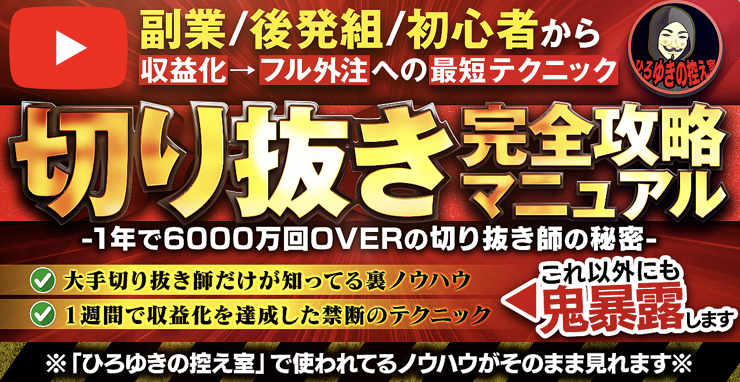 副業/後発組/初心者から
収益化→フル外注への最短テクニック
ひろゆきの控え室
切り抜き完全攻略マニュアル
-1年で6000万回OVERの切り抜き師の秘密-
大手切り抜き師だけが知ってる裏ノウハウ
1週間で収益化を達成した禁断のテクニック
これ以外にも
鬼暴露します
※「ひろゆきの控え室」で使われてるノウハウがそのまま見れます※